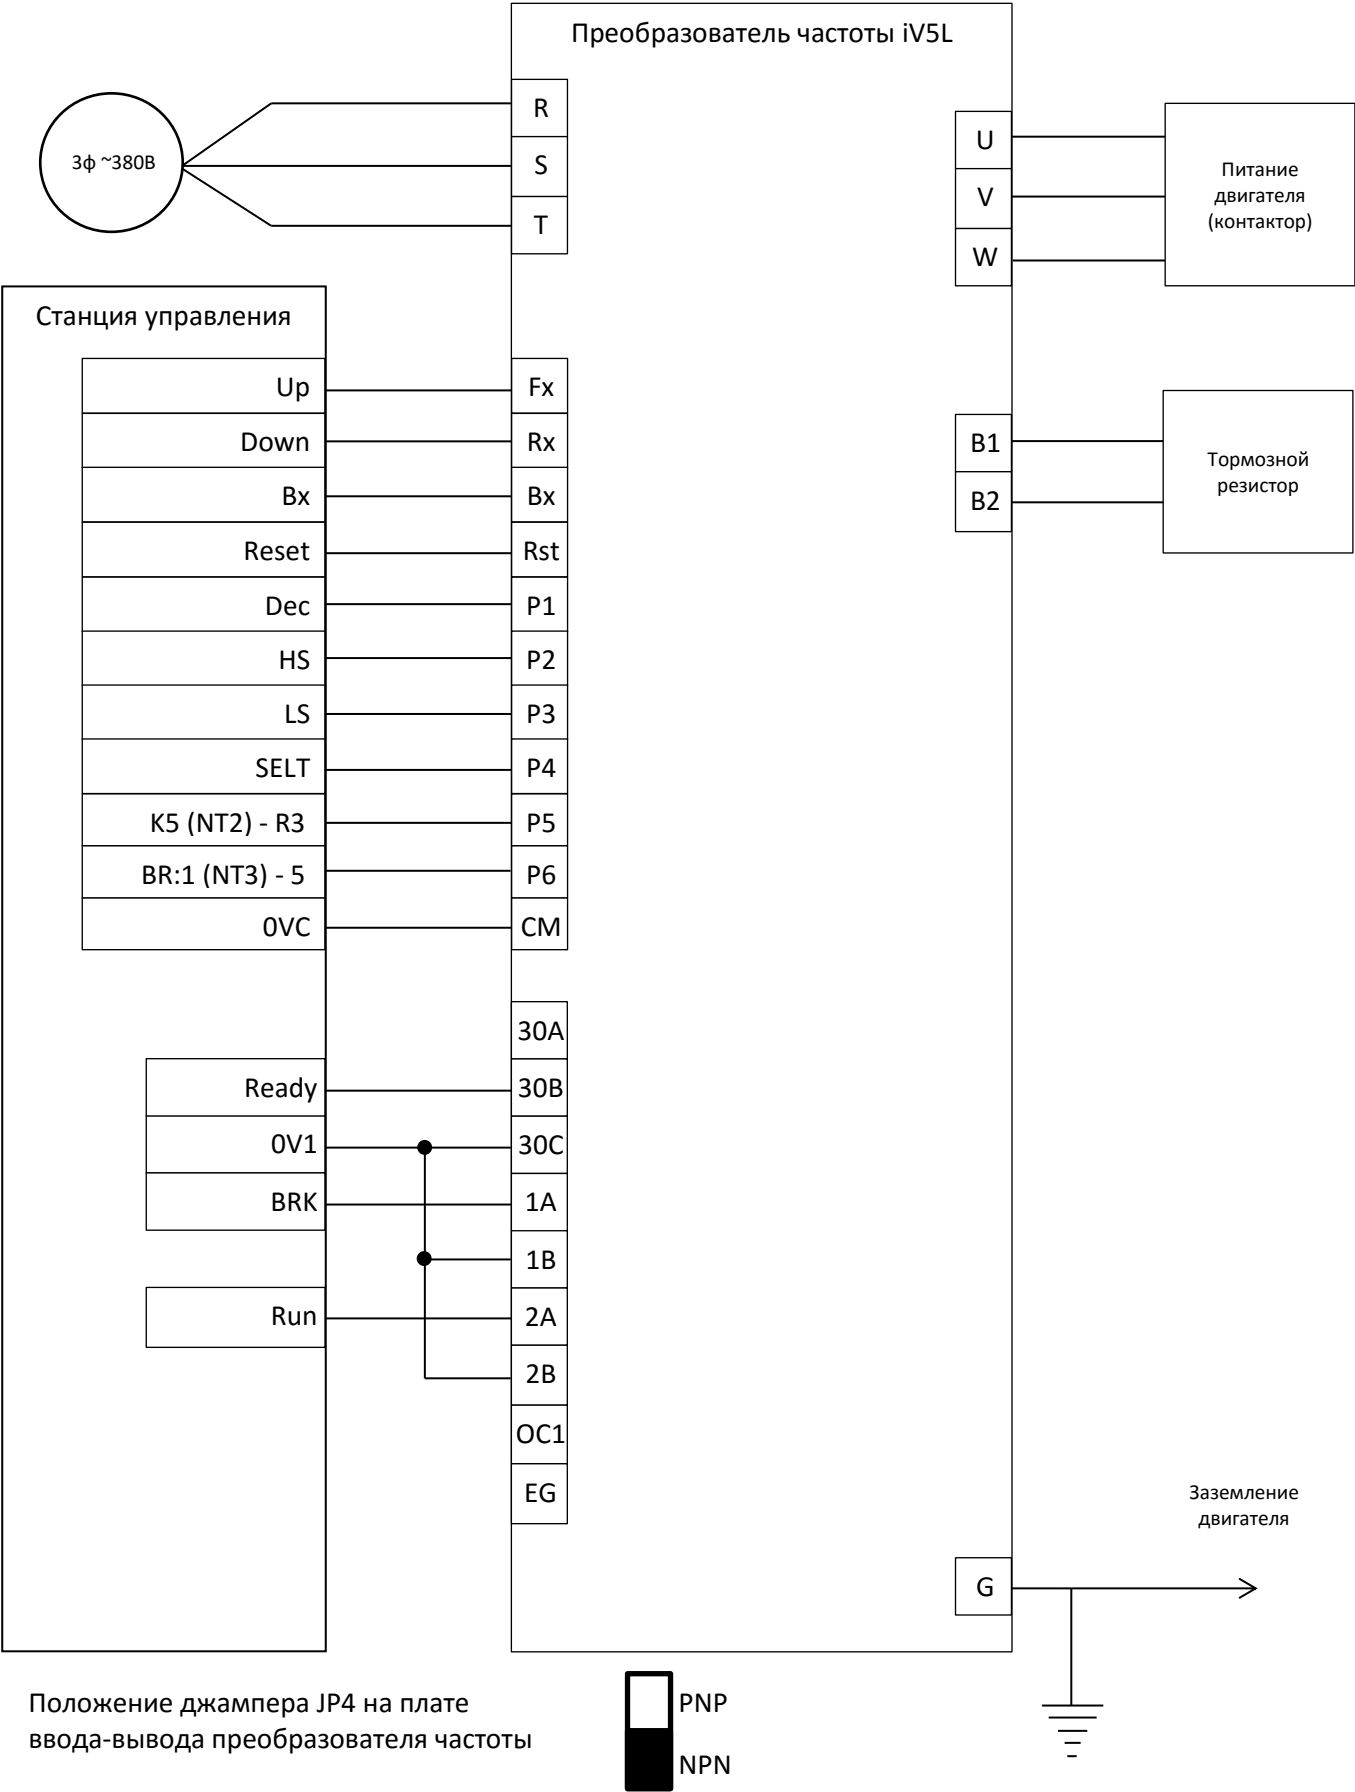 Преобразователь частоты iV5L
3ф ~380В
R
S
T
U
V
W
Питание
двигателя
(контактор)
Станция управления
Up
Fx
Down
Rx
Bx
Bx
Reset
Rst
Dec
P1
HS
P2
LS
P3
SELT
P4
K5 (NT2) - R3
P5
BR:1 (NT3) - 5
P6
0VC
CM
B1
B2
Тормозной
резистор
30A
Ready
30B
0V1
30C
BRK
1A
1B
Run
2A
2B
OC1
EG
G
Заземление
двигателя
Положение джампера JP4 на плате
ввода-вывода преобразователя частоты
PNP
NPN